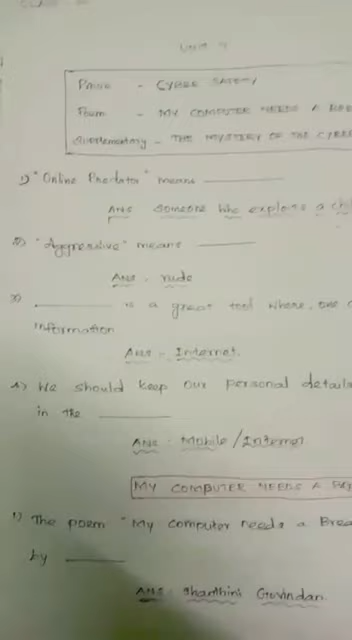 Unit 4
Prose - CYBER SAFETY
Poem - MY COMPUTER NEEDS A
Supplementary - THE MYSTERY OF THE CYBER
1) "Online Predator" means
Ans someone who exploits a
2) "Aggressive" means
Ans - rude
3) is a great tool where, one
information
Ans - Internet.
4) We should keep our personal details
in the
Ans - Mobile / Internet
MY COMPUTER NEEDS A
1) The poem "My computer needs a
by
Ans - Shanthini Govindan.